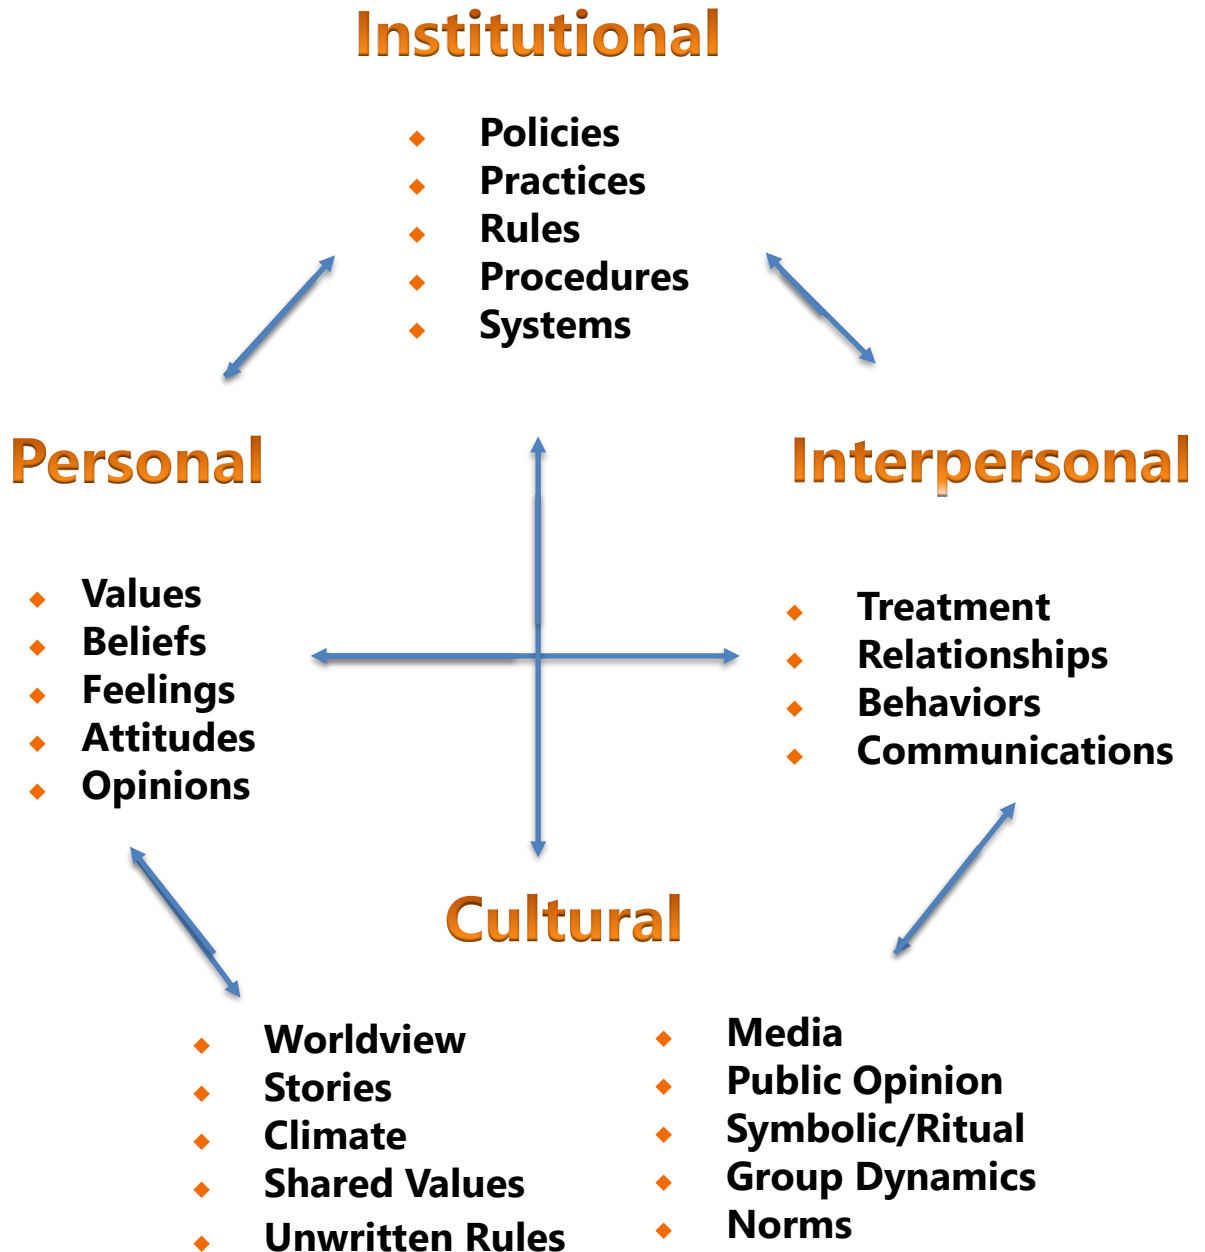 Institutional
Policies
Practices
Rules
Procedures
Systems
Personal
Values
Beliefs
Feelings
Attitudes
Opinions
Interpersonal
Treatment
Relationships
Behaviors
Communications
Cultural
Worldview
Stories
Climate
Shared Values
Unwritten Rules
Media
Public Opinion
Symbolic/Ritual
Group Dynamics
Norms